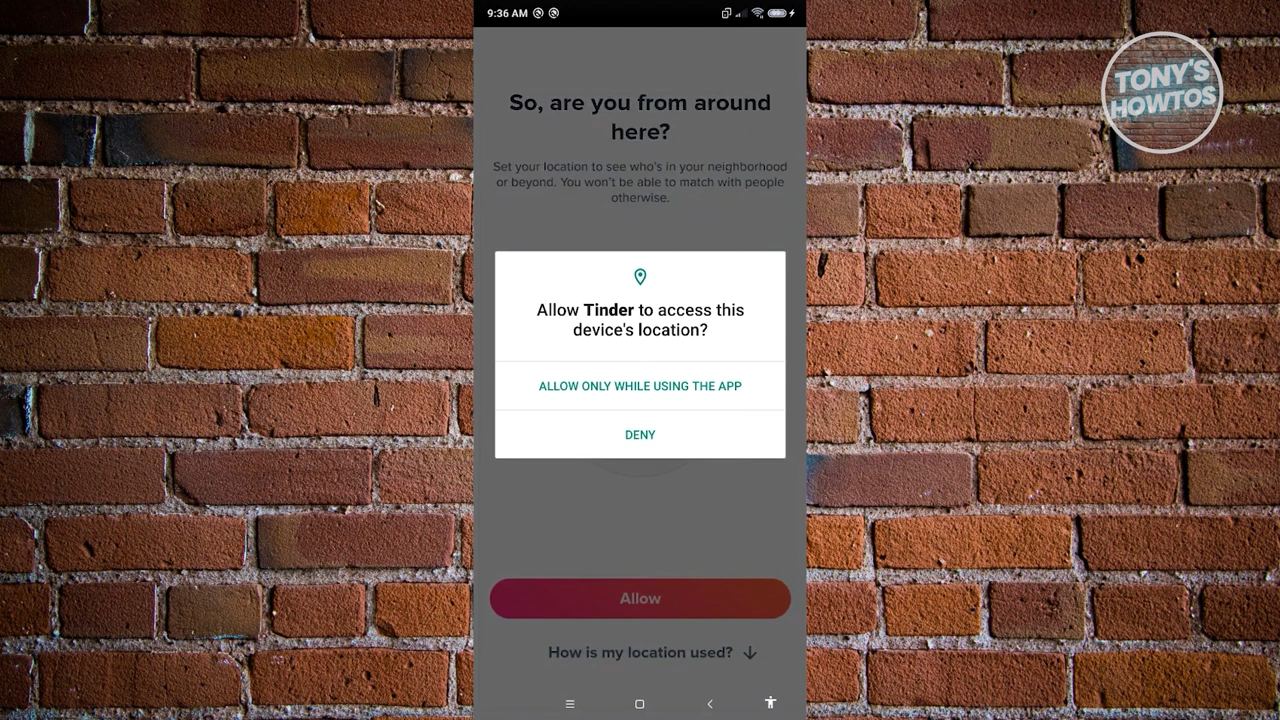 9:36 AM
TONY'S
HOWTOS
So, are you from around
here?
Set your location to see who's in your neighborhood
or beyond. You won't be able to match with people
otherwise.
Allow Tinder to access this
device's location?
ALLOW ONLY WHILE USING THE APP
DENY
Allow
How is my location used?